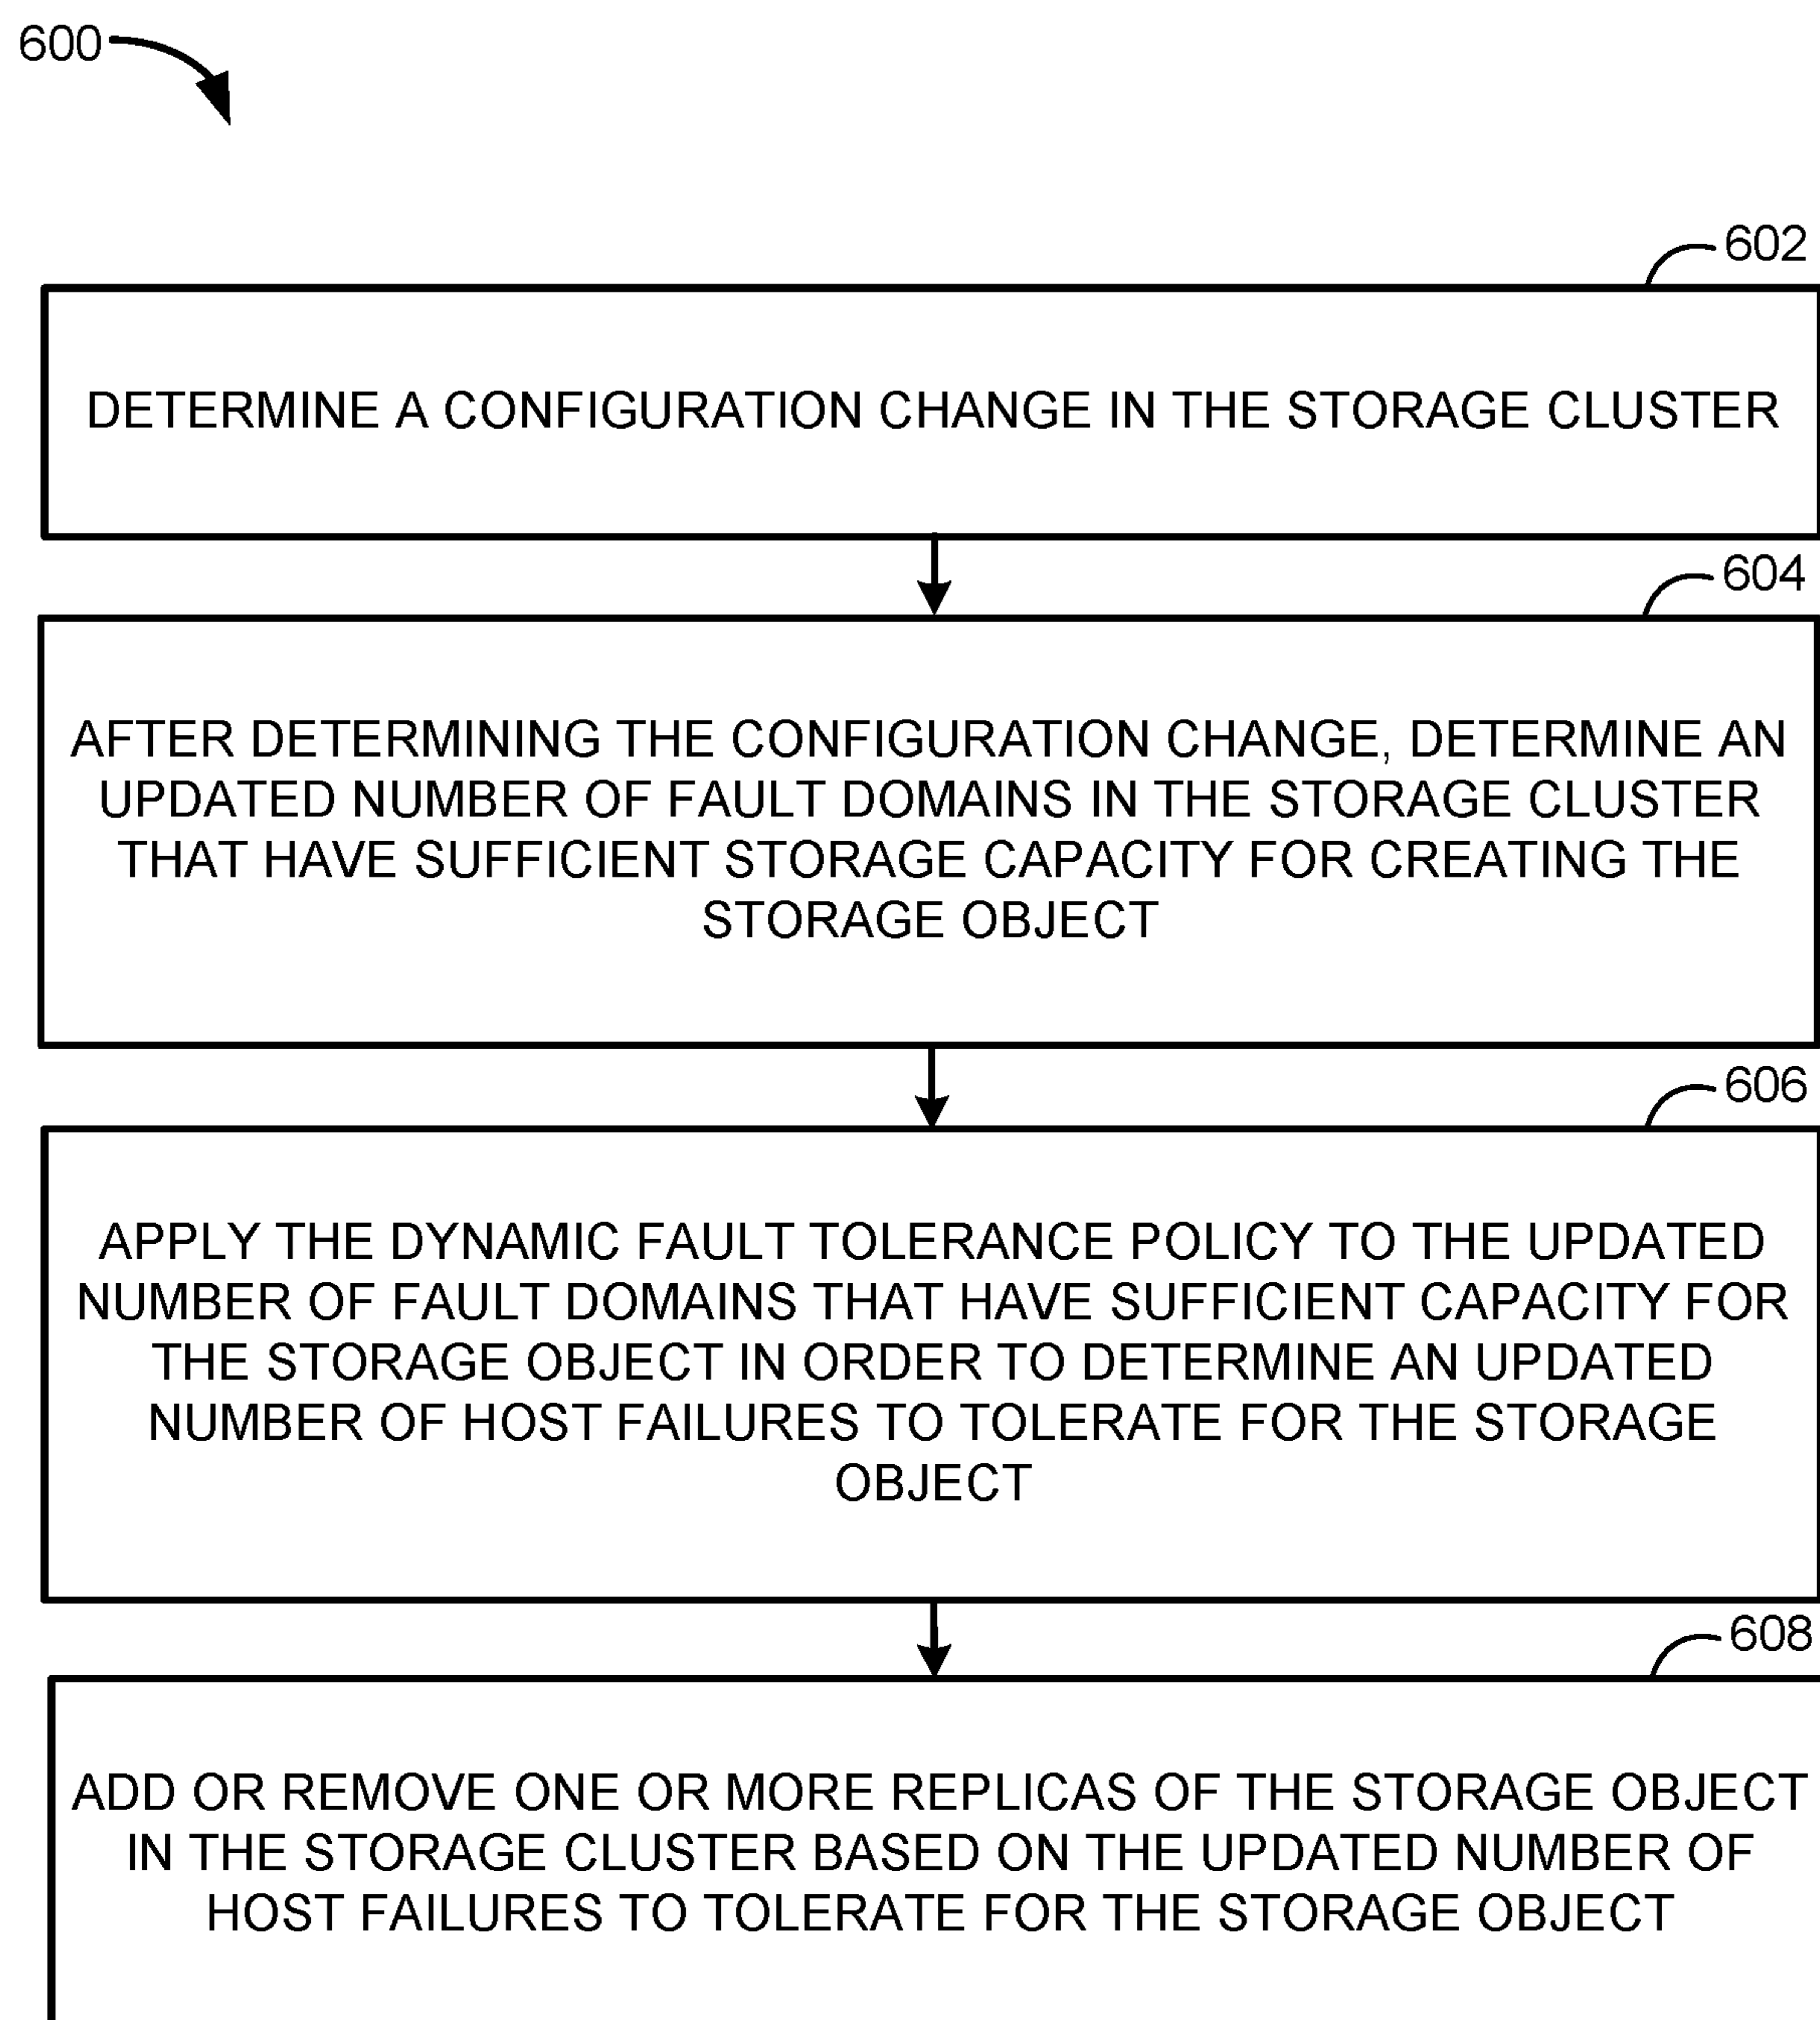 600
602
DETERMINE A CONFIGURATION CHANGE IN THE STORAGE CLUSTER
604
AFTER DETERMINING THE CONFIGURATION CHANGE, DETERMINE AN
UPDATED NUMBER OF FAULT DOMAINS IN THE STORAGE CLUSTER
THAT HAVE SUFFICIENT STORAGE CAPACITY FOR CREATING THE
STORAGE OBJECT
606
APPLY THE DYNAMIC FAULT TOLERANCE POLICY TO THE UPDATED
NUMBER OF FAULT DOMAINS THAT HAVE SUFFICIENT CAPACITY FOR
THE STORAGE OBJECT IN ORDER TO DETERMINE AN UPDATED
NUMBER OF HOST FAILURES TO TOLERATE FOR THE STORAGE
OBJECT
608
ADD OR REMOVE ONE OR MORE REPLICAS OF THE STORAGE OBJECT
IN THE STORAGE CLUSTER BASED ON THE UPDATED NUMBER OF
HOST FAILURES TO TOLERATE FOR THE STORAGE OBJECT